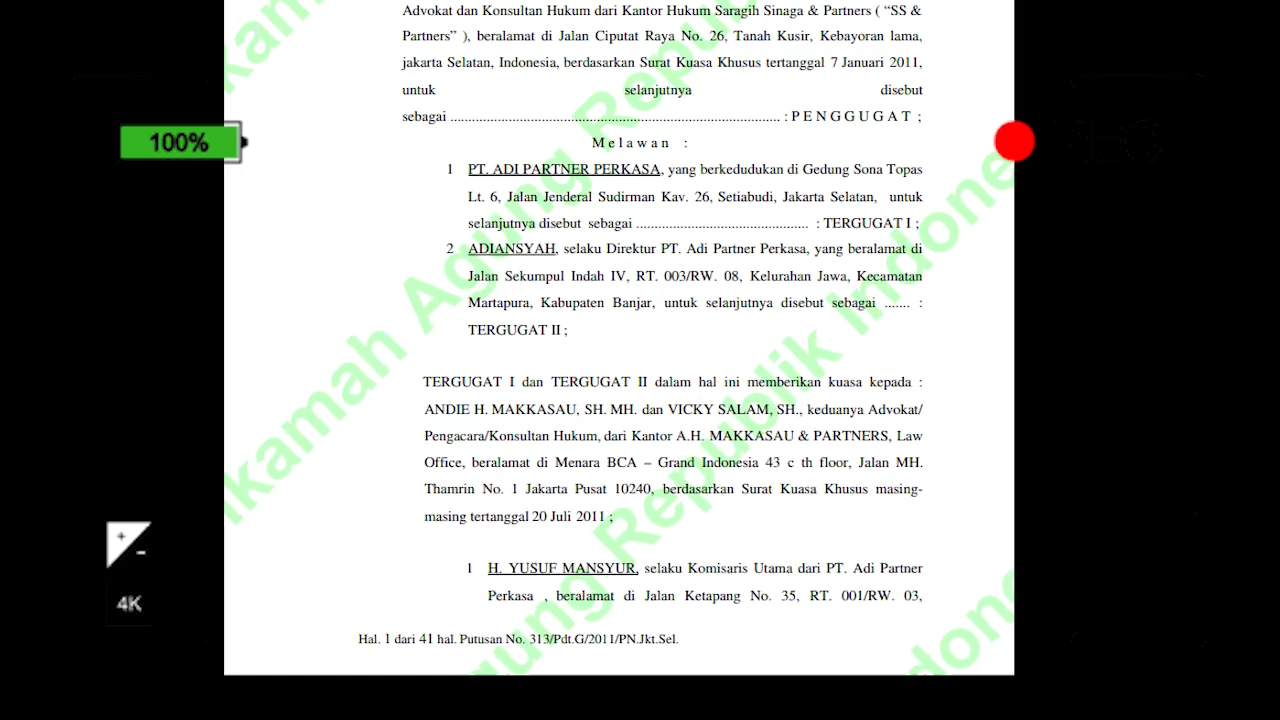 Advokat dan Konsultan Hukum dari Kantor Hukum Saragih Sinaga & Partners ( “SS &
Partners” ), beralamat di Jalan Ciputat Raya No. 26, Tanah Kusir, Kebayoran lama,
jakarta Selatan, Indonesia, berdasarkan Surat Kuasa Khusus tertanggal 7 Januari 2011,
untuk selanjutnya disebut
sebagai ........................................................................................ : P E N G G U G A T ;
M e l a w a n :
1 PT. ADI PARTNER PERKASA, yang berkedudukan di Gedung Sona Topas
Lt. 6, Jalan Jenderal Sudirman Kav. 26, Setiabudi, Jakarta Selatan, untuk
selanjutnya disebut sebagai .............................................. : TERGUGAT I ;
2 ADIANSYAH, selaku Direktur PT. Adi Partner Perkasa, yang beralamat di
Jalan Sekumpul Indah IV, RT. 003/RW. 08, Kelurahan Jawa, Kecamatan
Martapura, Kabupaten Banjar, untuk selanjutnya disebut sebagai ....... :
TERGUGAT II ;
TERGUGAT I dan TERGUGAT II dalam hal ini memberikan kuasa kepada :
ANDIE H. MAKKASAU, SH. MH. dan VICKY SALAM, SH., keduanya Advokat/
Pengacara/Konsultan Hukum, dari Kantor A.H. MAKKASAU & PARTNERS, Law
Office, beralamat di Menara BCA – Grand Indonesia 43 c th floor, Jalan MH.
Thamrin No. 1 Jakarta Pusat 10240, berdasarkan Surat Kuasa Khusus masing-
masing tertanggal 20 Juli 2011 ;
1 H. YUSUF MANSYUR, selaku Komisaris Utama dari PT. Adi Partner
Perkasa , beralamat di Jalan Ketapang No. 35, RT. 001/RW. 03,
Hal. 1 dari 41 hal. Putusan No. 313/Pdt.G/2011/PN.Jkt.Sel.
100%
4K
Mahkamah Agung Republik Indonesia
Agung Republik Indonesia